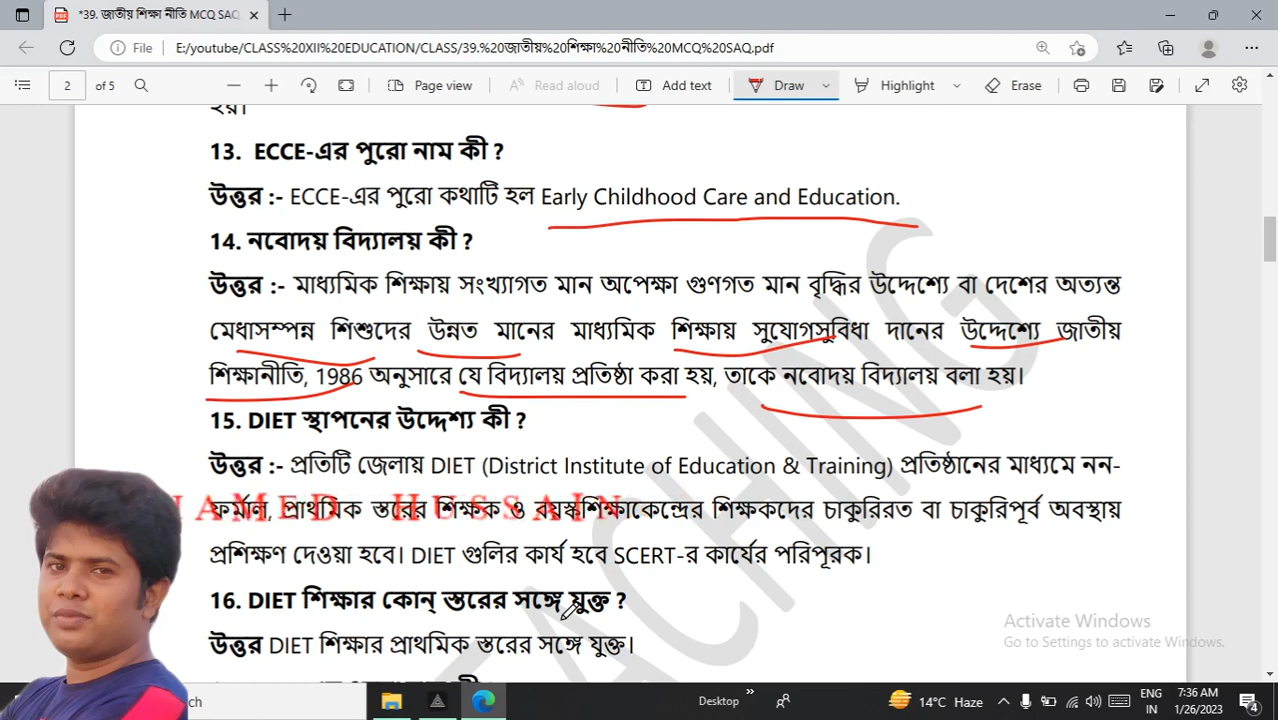 *39. জাতীয় শিক্ষা নীতি MCQ SAQ
File E:/youtube/CLASS%20XII%20EDUCATION/CLASS/39.%20জাতীয়%20শিক্ষা%20নীতি%20MCQ%20SAQ.pdf
2 of 5 Page view Read aloud Add text Draw Highlight Erase
হয়।
13. ECCE-এর পুরো নাম কী ?
উত্তর :- ECCE-এর পুরো কথাটি হল Early Childhood Care and Education.
14. নবোদয় বিদ্যালয় কী ?
উত্তর :- মাধ্যমিক শিক্ষায় সংখ্যাগত মান অপেক্ষা গুণগত মান বৃদ্ধির উদ্দেশ্যে বা দেশের অত্যন্ত
মেধাসম্পন্ন শিশুদের উন্নত মানের মাধ্যমিক শিক্ষায় সুযোগসুবিধা দানের উদ্দেশ্যে জাতীয়
শিক্ষানীতি, 1986 অনুসারে যে বিদ্যালয় প্রতিষ্ঠা করা হয়, তাকে নবোদয় বিদ্যালয় বলা হয়।
15. DIET স্থাপনের উদ্দেশ্য কী ?
উত্তর :- প্রতিটি জেলায় DIET (District Institute of Education & Training) প্রতিষ্ঠানের মাধ্যমে নন-
ফর্মাল, প্রাথমিক স্তরের শিক্ষক ও বয়স্কশিক্ষাকেন্দ্রের শিক্ষকদের চাকুরিরত বা চাকুরিপূর্ব অবস্থায়
HAMED HUSSAIN
প্রশিক্ষণ দেওয়া হবে। DIET গুলির কার্য হবে SCERT-র কার্যের পরিপূরক।
16. DIET শিক্ষার কোন্ স্তরের সঙ্গে যুক্ত ?
উত্তর DIET শিক্ষার প্রাথমিক স্তরের সঙ্গে যুক্ত।
TEACHING
Activate Windows
Go to Settings to activate Windows.
rch
Desktop
14°C Haze
ENG
IN
7:36 AM
1/26/2023
4